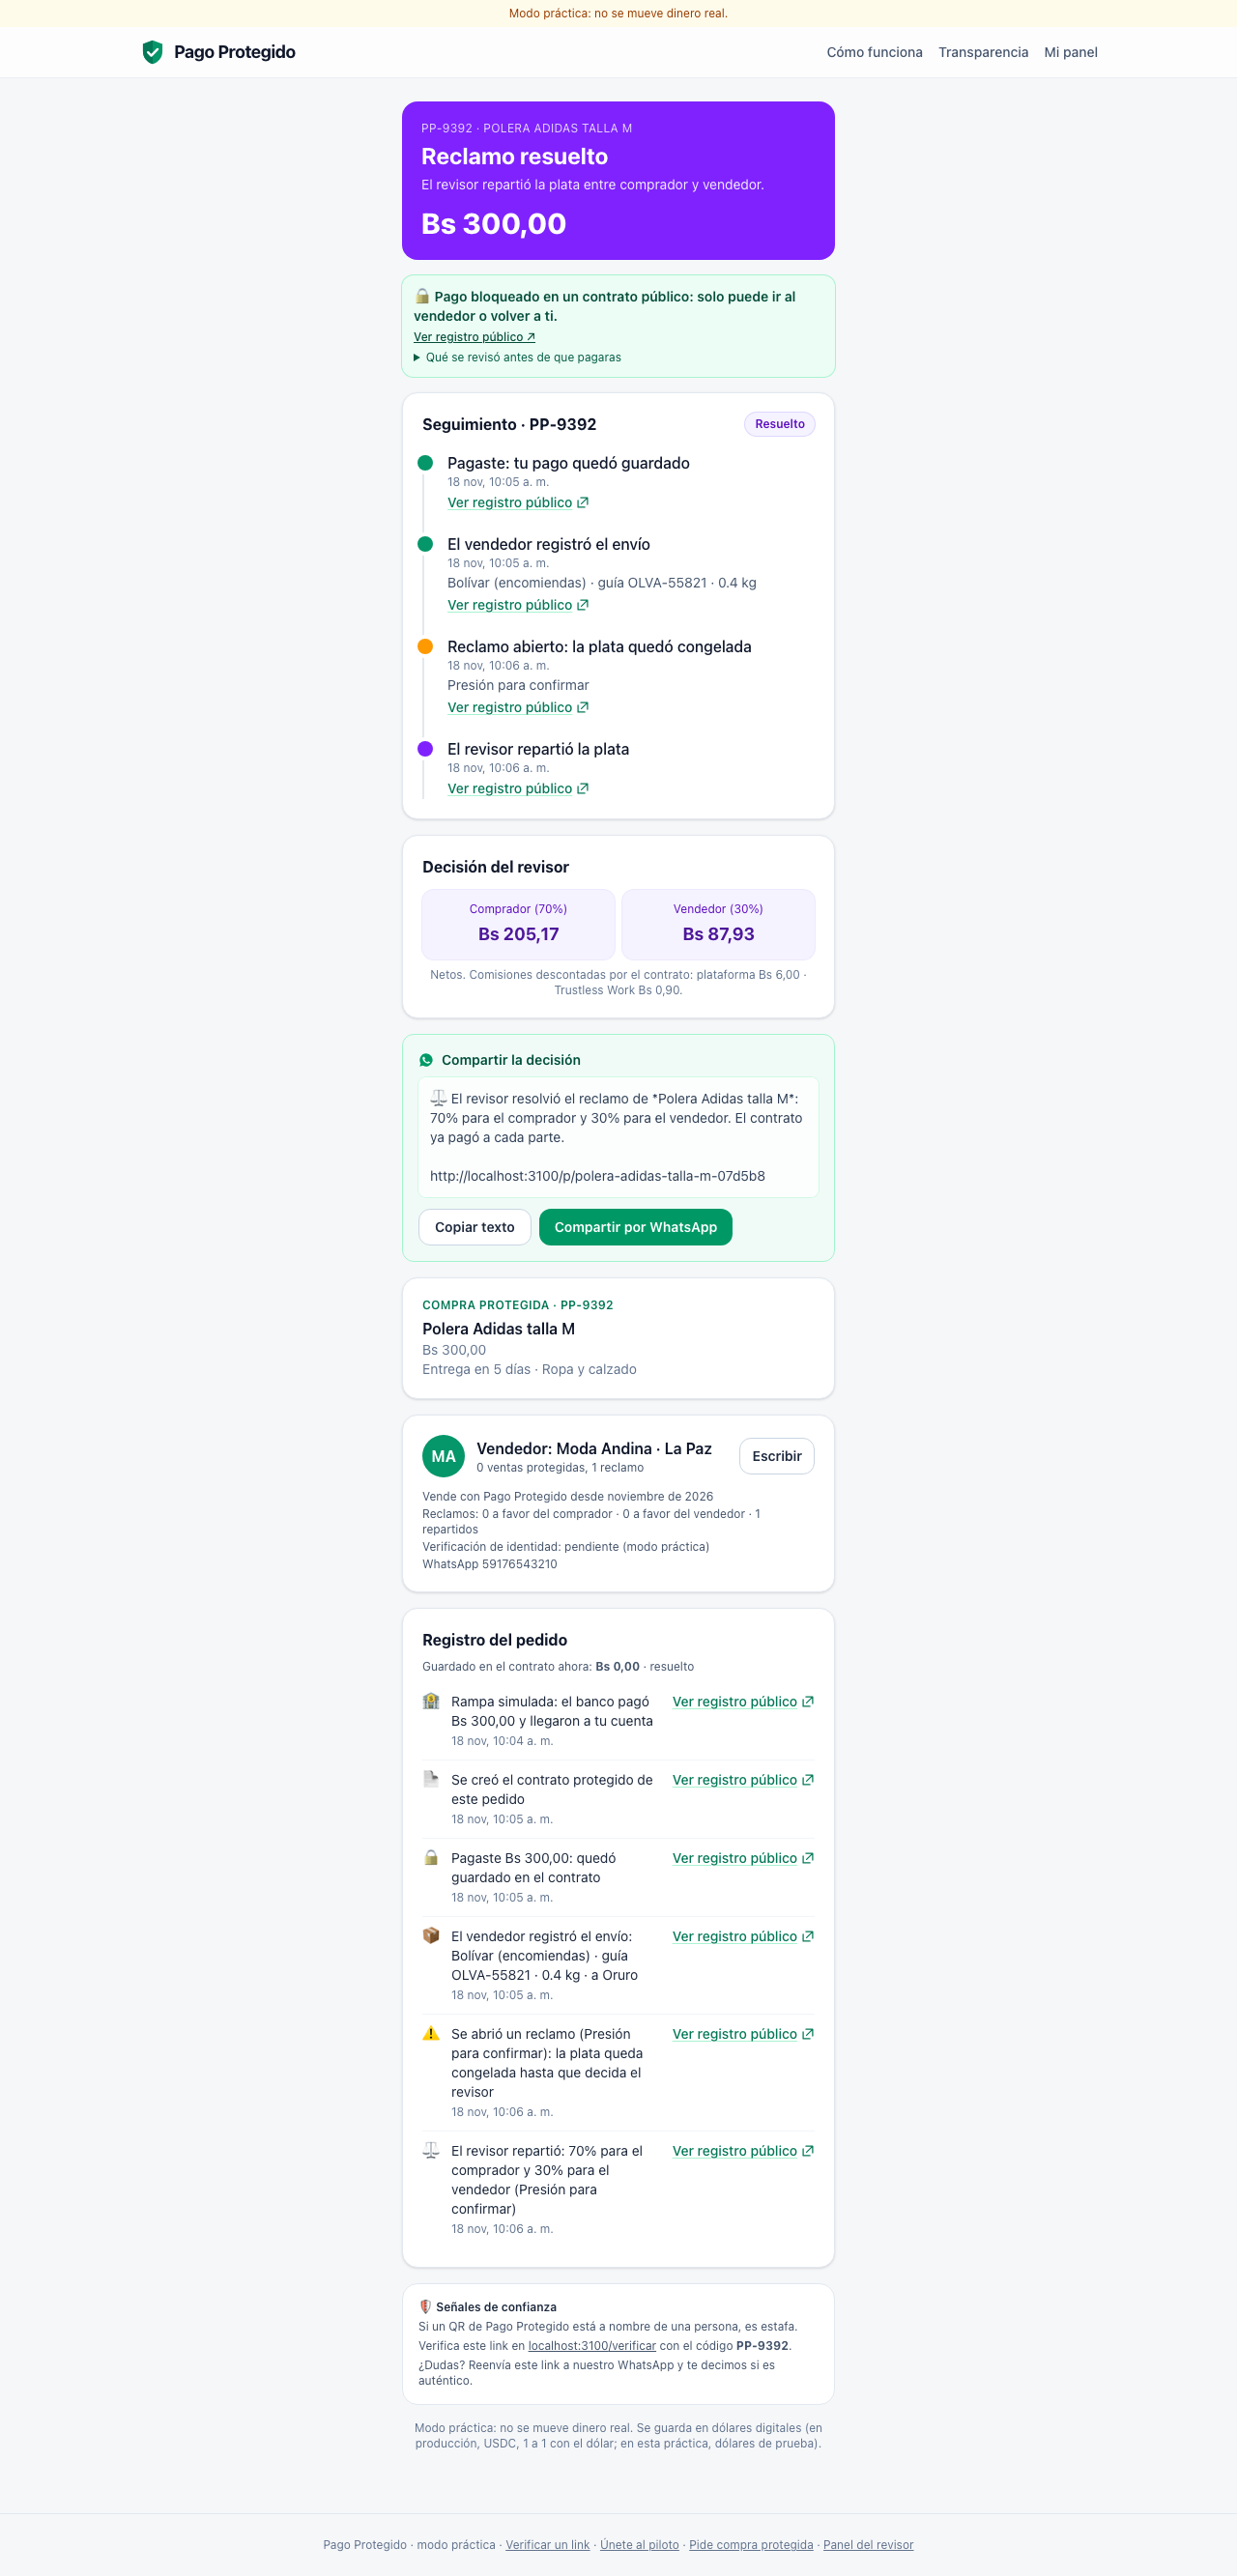 Modo práctica: no se mueve dinero real.
Pago Protegido
Cómo funciona
Transparencia
Mi panel
PP-9392 · POLERA ADIDAS TALLA M
Reclamo resuelto
El revisor repartió la plata entre comprador y vendedor.
Bs 300,00
Pago bloqueado en un contrato público: solo puede ir al
vendedor o volver a ti.
Ver registro público ↗
Qué se revisó antes de que pagaras
Seguimiento · PP-9392
Resuelto
Pagaste: tu pago quedó guardado
18 nov, 10:05 a. m.
Ver registro público
El vendedor registró el envío
18 nov, 10:05 a. m.
Bolívar (encomiendas) · guía OLVA-55821 · 0.4 kg
Ver registro público
Reclamo abierto: la plata quedó congelada
18 nov, 10:06 a. m.
Presión para confirmar
Ver registro público
El revisor repartió la plata
18 nov, 10:06 a. m.
Ver registro público
Decisión del revisor
Comprador (70%)
Bs 205,17
Vendedor (30%)
Bs 87,93
Netos. Comisiones descontadas por el contrato: plataforma Bs 6,00 ·
Trustless Work Bs 0,90.
Compartir la decisión
El revisor resolvió el reclamo de *Polera Adidas talla M*:
70% para el comprador y 30% para el vendedor. El contrato
ya pagó a cada parte.
http://localhost:3100/p/polera-adidas-talla-m-07d5b8
Copiar texto
Compartir por WhatsApp
COMPRA PROTEGIDA · PP-9392
Polera Adidas talla M
Bs 300,00
Entrega en 5 días · Ropa y calzado
MA
Vendedor: Moda Andina · La Paz
0 ventas protegidas, 1 reclamo
Escribir
Vende con Pago Protegido desde noviembre de 2026
Reclamos: 0 a favor del comprador · 0 a favor del vendedor · 1
repartidos
Verificación de identidad: pendiente (modo práctica)
WhatsApp 59176543210
Registro del pedido
Guardado en el contrato ahora: Bs 0,00 · resuelto
Rampa simulada: el banco pagó
Bs 300,00 y llegaron a tu cuenta
18 nov, 10:04 a. m.
Ver registro público
Se creó el contrato protegido de
este pedido
18 nov, 10:05 a. m.
Ver registro público
Pagaste Bs 300,00: quedó
guardado en el contrato
18 nov, 10:05 a. m.
Ver registro público
El vendedor registró el envío:
Bolívar (encomiendas) · guía
OLVA-55821 · 0.4 kg · a Oruro
18 nov, 10:05 a. m.
Ver registro público
Se abrió un reclamo (Presión
para confirmar): la plata queda
congelada hasta que decida el
revisor
18 nov, 10:06 a. m.
Ver registro público
El revisor repartió: 70% para el
comprador y 30% para el
vendedor (Presión para
confirmar)
18 nov, 10:06 a. m.
Ver registro público
Señales de confianza
Si un QR de Pago Protegido está a nombre de una persona, es estafa.
Verifica este link en localhost:3100/verificar con el código PP-9392.
¿Dudas? Reenvía este link a nuestro WhatsApp y te decimos si es
auténtico.
Modo práctica: no se mueve dinero real. Se guarda en dólares digitales (en
producción, USDC, 1 a 1 con el dólar; en esta práctica, dólares de prueba).
Pago Protegido · modo práctica · Verificar un link · Únete al piloto · Pide compra protegida · Panel del revisor